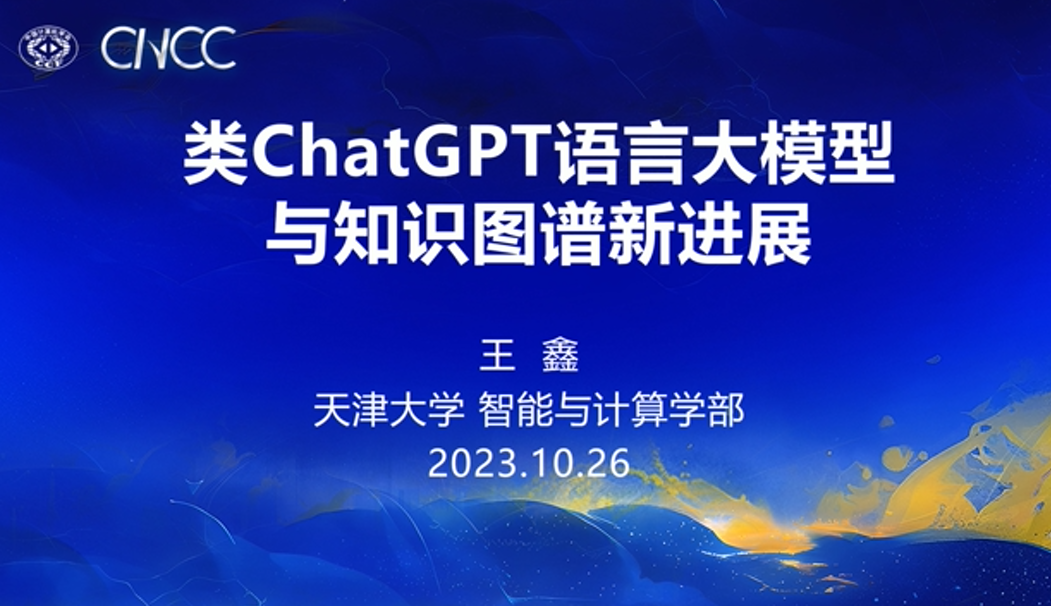 CNCC
类ChatGPT语言大模型
与知识图谱新进展
王 鑫
天津大学 智能与计算学部
2023.10.26